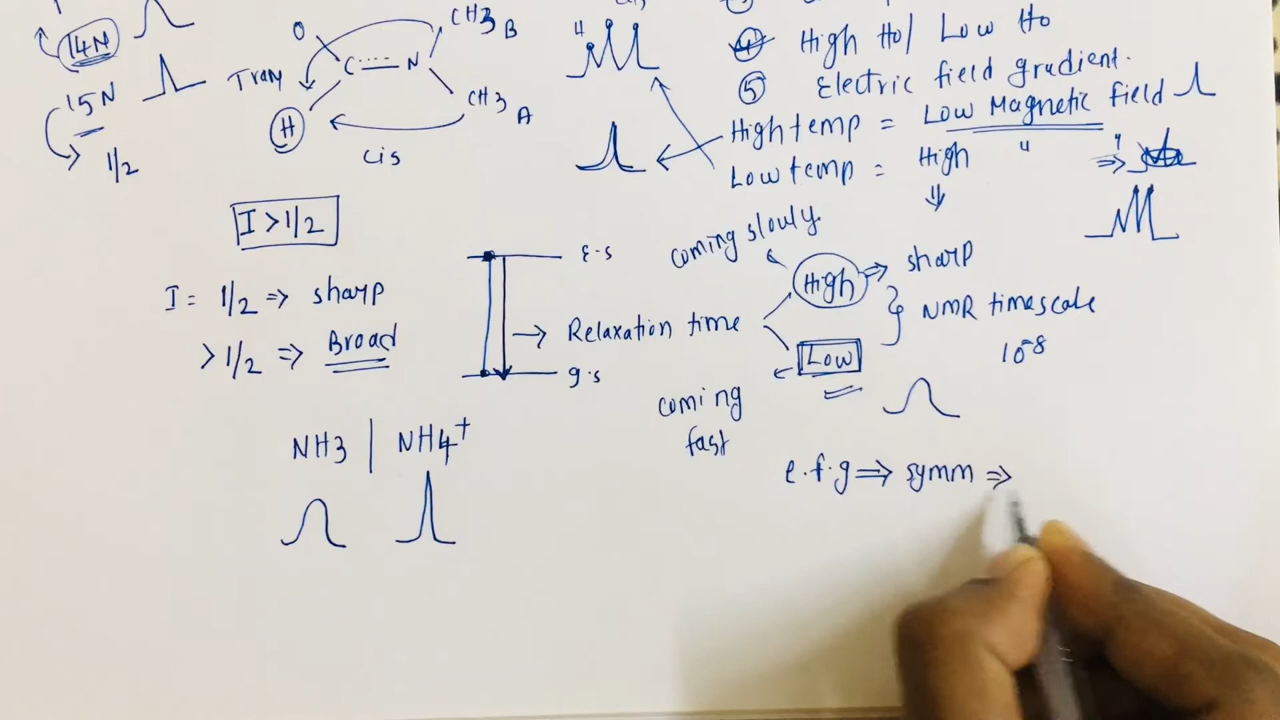 14N
15N
1/2
O
C
N
CH3 B
CH3 A
H
Trans
cis
4
④ High Ho / Low Ho
⑤ Electric field gradient.
High temp = Low Magnetic field
Low temp = High "
I > 1/2
I = 1/2 ⇒ sharp
> 1/2 ⇒ Broad
E.s
g.s
→ Relaxation time
coming slowly
High ⇒ sharp
Low
NMR timescale
10-8
coming
fast
NH3 | NH4+
e.f.g ⇒ symm ⇒